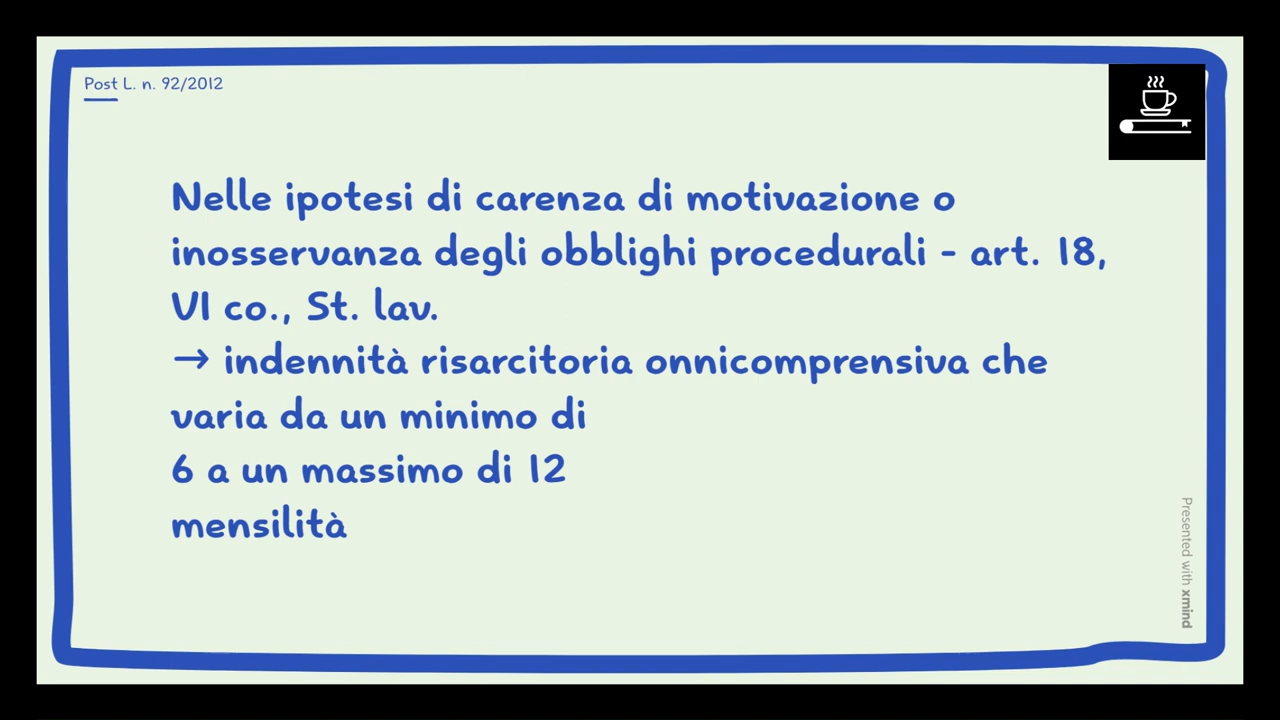 Post L. n. 92/2012
Nelle ipotesi di carenza di motivazione o
inosservanza degli obblighi procedurali - art. 18,
VI co., St. lav.
→ indennità risarcitoria onnicomprensiva che
varia da un minimo di
6 a un massimo di 12
mensilità
Presented with xmind